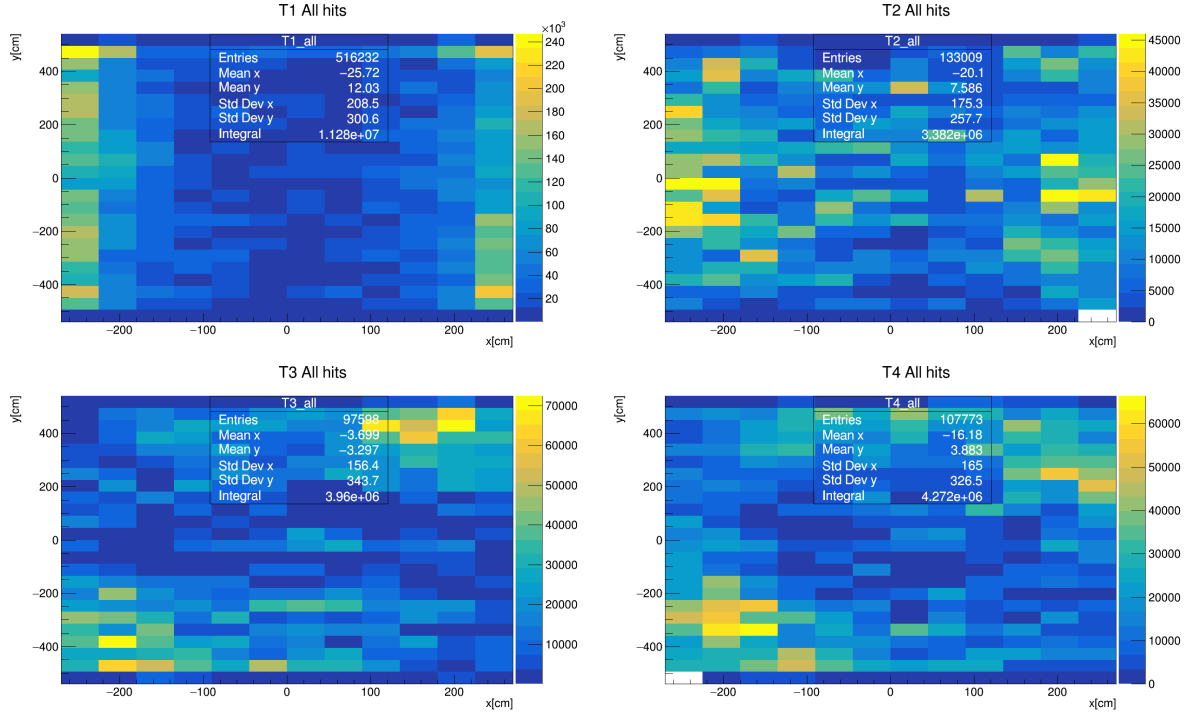 T1 All hits
T2 All hits
y[cm]
×10³
T1_all
Entries 516232
Mean x −25.72
Mean y 12.03
Std Dev x 208.5
Std Dev y 300.6
Integral 1.128e+07
400
200
0
−200
−400
−200 −100 0 100 200
x[cm]
240
220
200
180
160
140
120
100
80
60
40
20
y[cm]
T2_all
Entries 133009
Mean x −20.1
Mean y 7.586
Std Dev x 175.3
Std Dev y 257.7
Integral 3.382e+06
400
200
0
−200
−400
−200 −100 0 100 200
x[cm]
45000
40000
35000
30000
25000
20000
15000
10000
5000
0
T3 All hits
T4 All hits
y[cm]
T3_all
Entries 97598
Mean x −3.699
Mean y −3.297
Std Dev x 156.4
Std Dev y 343.7
Integral 3.96e+06
400
200
0
−200
−400
−200 −100 0 100 200
x[cm]
70000
60000
50000
40000
30000
20000
10000
y[cm]
T4_all
Entries 107773
Mean x −16.18
Mean y 3.883
Std Dev x 165
Std Dev y 326.5
Integral 4.272e+06
400
200
0
−200
−400
−200 −100 0 100 200
x[cm]
60000
50000
40000
30000
20000
10000
0